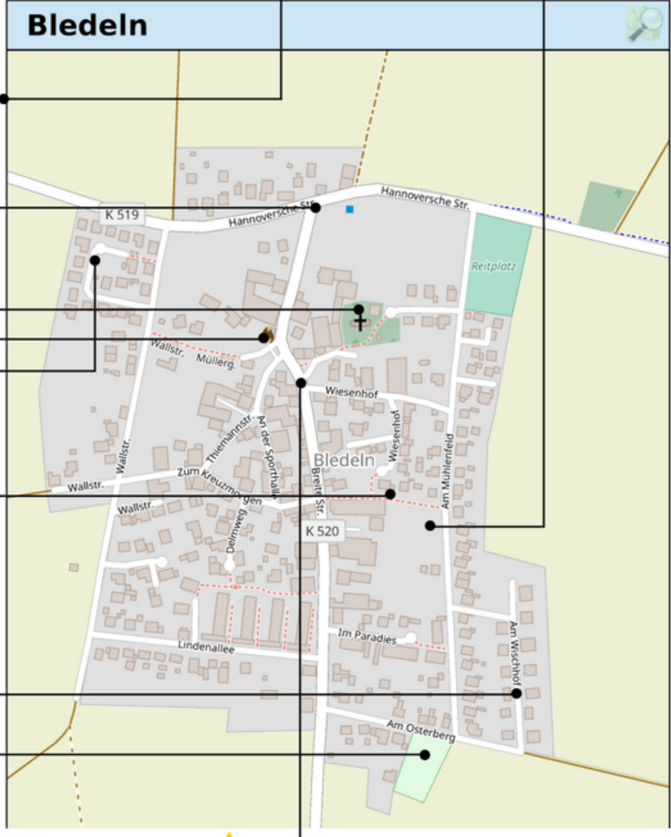 Bledeln
Hannoversche Str.
K 519
Hannoversche Str.
Reitplatz
Wallstr.
Müllerg.
Wiesenhof
Wiesenhof
Thiemannstr.
An der Sporthalle
Wallstr.
Am Mühlenfeld
Bledeln
Zum Kreuzmorgen
Breite Str.
Wallstr.
Wallstr.
K 520
Delmweg
Im Paradies
Lindenallee
Am Wischhof
Am Osterberg